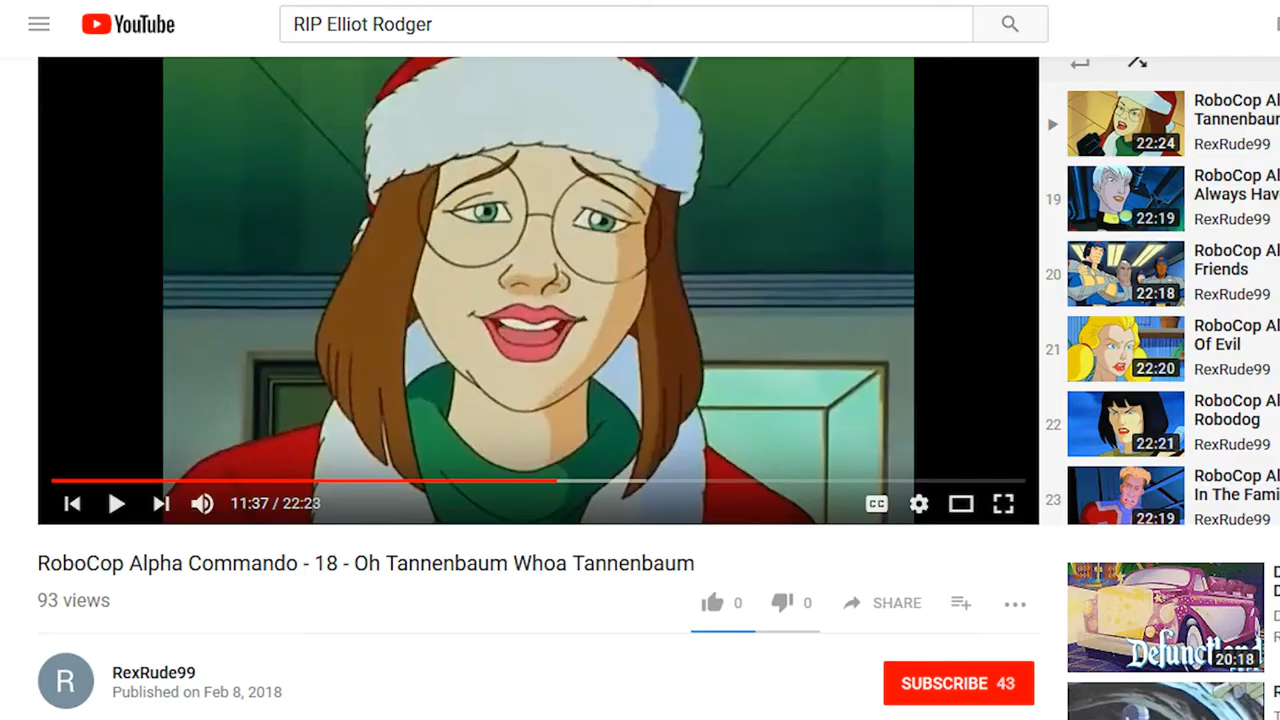 YouTube
RIP Elliot Rodger
RoboCop Al
Tannenbaum
22:24
RexRude99
19
RoboCop Al
Always Hav
22:19
RexRude99
20
RoboCop Al
Friends
22:18
RexRude99
21
RoboCop Al
Of Evil
22:20
RexRude99
22
RoboCop Al
Robodog
22:21
RexRude99
23
RoboCop Al
In The Fami
22:19
RexRude99
11:37 / 22:23
CC
RoboCop Alpha Commando - 18 - Oh Tannenbaum Whoa Tannenbaum
93 views
0
0
SHARE
R
RexRude99
Published on Feb 8, 2018
SUBSCRIBE 43
Defunctland
20:18